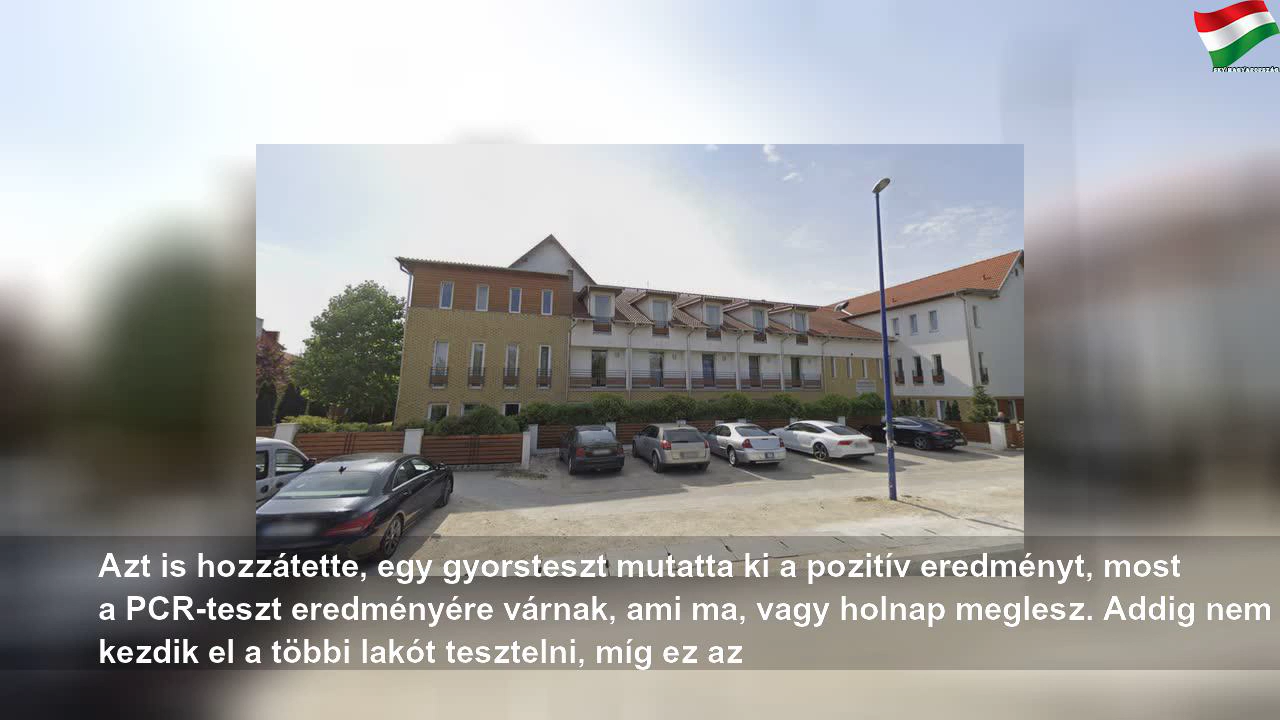 Azt is hozzátette, egy gyorsteszt mutatta ki a pozitív eredményt, most
a PCR-teszt eredményére várnak, ami ma, vagy holnap meglesz. Addig nem
kezdik el a többi lakót tesztelni, míg ez az